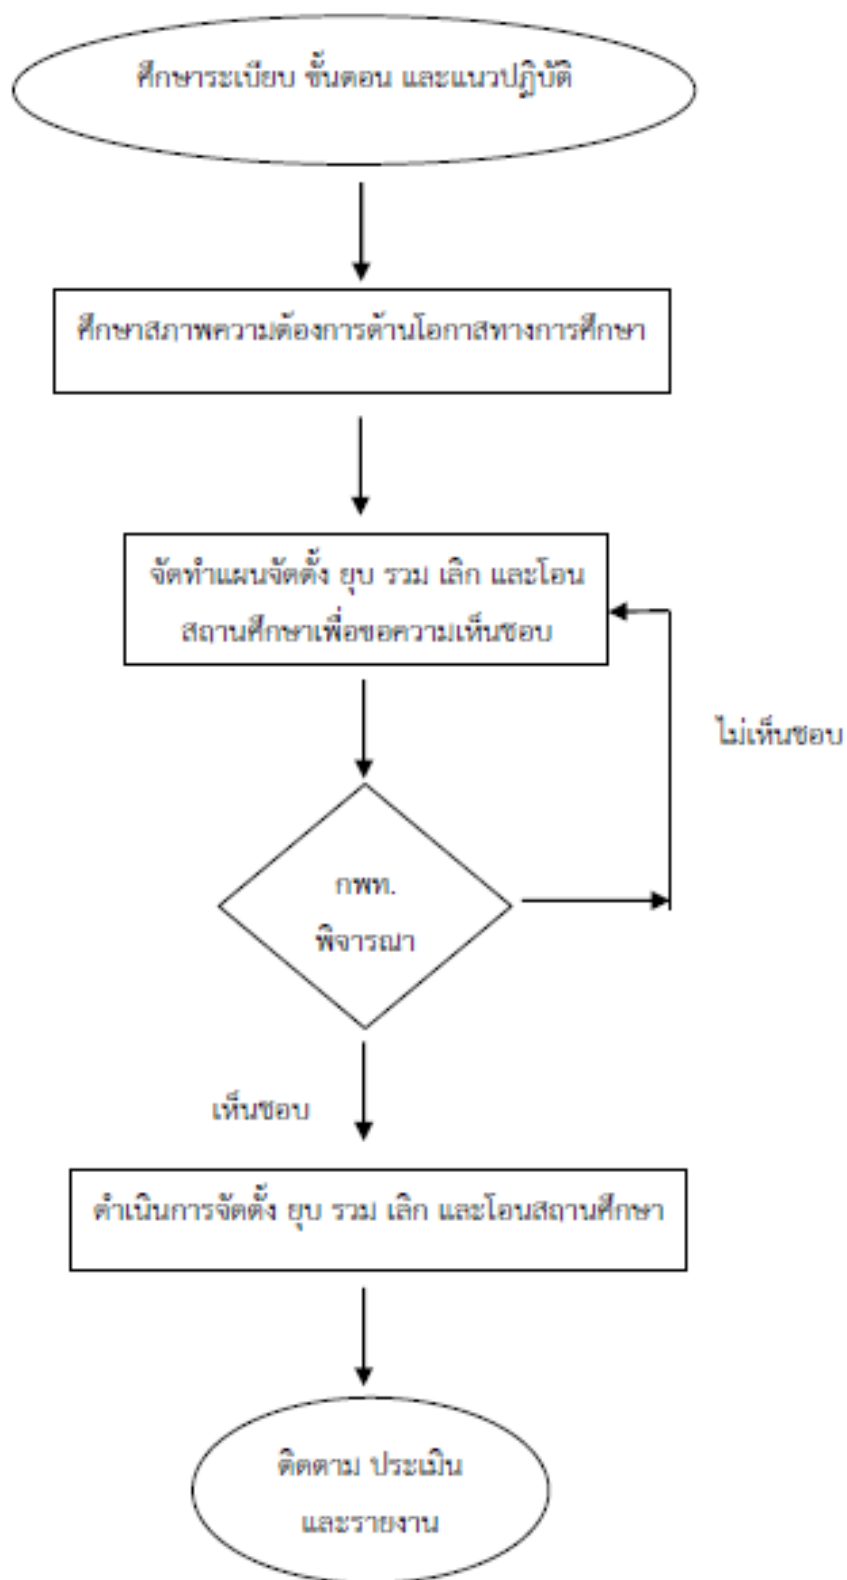 ศึกษาระเบียบ ขั้นตอน และแนวปฏิบัติ
ศึกษาสภาพความต้องการด้านโอกาสทางการศึกษา
จัดทำแผนจัดตั้ง ยุบ รวม เลิก และโอน
สถานศึกษาเพื่อขอความเห็นชอบ
ไม่เห็นชอบ
กพท.
พิจารณา
เห็นชอบ
ดำเนินการจัดตั้ง ยุบ รวม เลิก และโอนสถานศึกษา
ติดตาม ประเมิน
และรายงาน